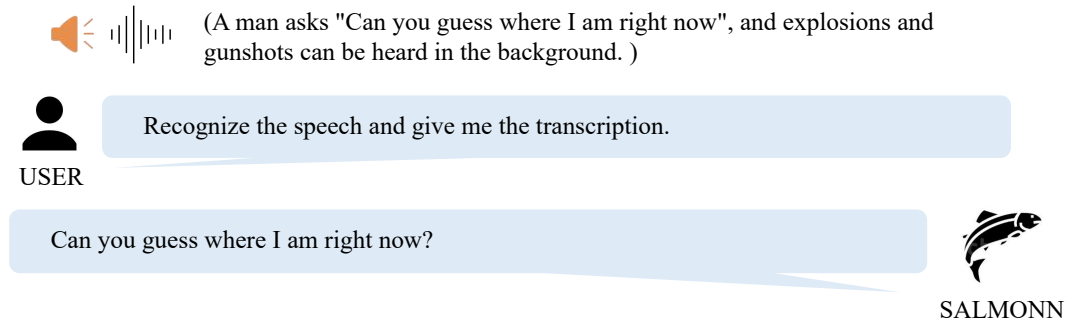 (A man asks "Can you guess where I am right now", and explosions and
gunshots can be heard in the background. )
Recognize the speech and give me the transcription.
USER
Can you guess where I am right now?
SALMONN